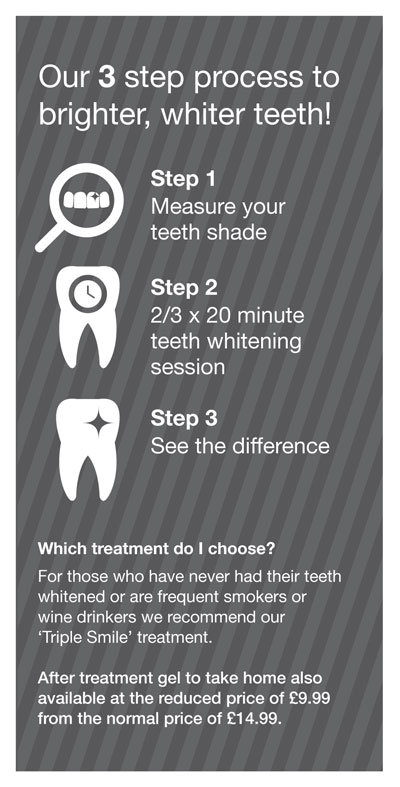 Our 3 step process to
brighter, whiter teeth!
Step 1
Measure your
teeth shade
Step 2
2/3 x 20 minute
teeth whitening
session
Step 3
See the difference
Which treatment do I choose?
For those who have never had their teeth
whitened or are frequent smokers or
wine drinkers we recommend our
‘Triple Smile’ treatment.
After treatment gel to take home also
available at the reduced price of £9.99
from the normal price of £14.99.